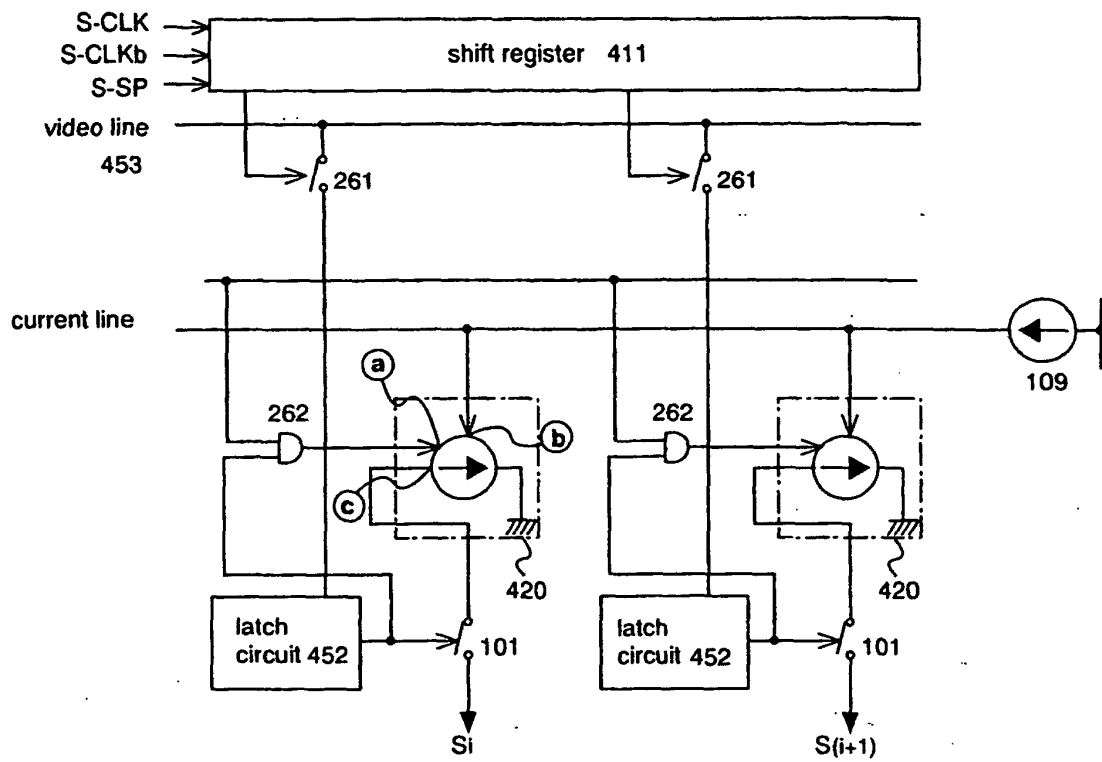 S-CLK
S-CLKb
S-SP
shift register 411
video line
453
261
261
current line
109
a
262
b
262
c
420
420
latch
circuit 452
101
latch
circuit 452
101
Si
S(i+1)